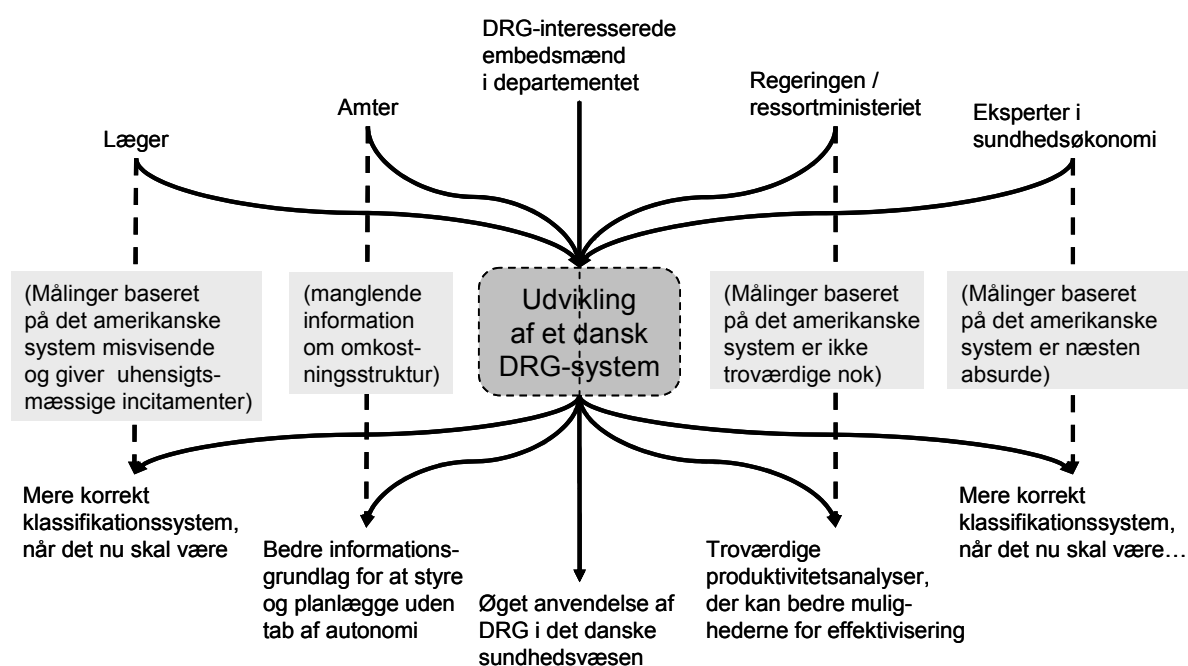 DRG-interesserede
embedsmænd
i departementet
Regeringen /
ressortministeriet
Amter
Eksperter i
sundhedsøkonomi
Læger
(Målinger baseret
på det amerikanske
system misvisende
og giver uhensigts-
mæssige incitamenter)
(manglende
information
om omkost-
ningsstruktur)
Udvikling
af et dansk
DRG-system
(Målinger baseret
på det amerikanske
system er ikke
troværdige nok)
(Målinger baseret
på det amerikanske
system er næsten
absurde)
Mere korrekt
klassifikationssystem,
når det nu skal være
Bedre informations-
grundlag for at styre
og planlægge uden
tab af autonomi
Øget anvendelse af
DRG i det danske
sundhedsvæsen
Troværdige
produktivitetsanalyser,
der kan bedre mulig-
hederne for effektivisering
Mere korrekt
klassifikationssystem,
når det nu skal være…